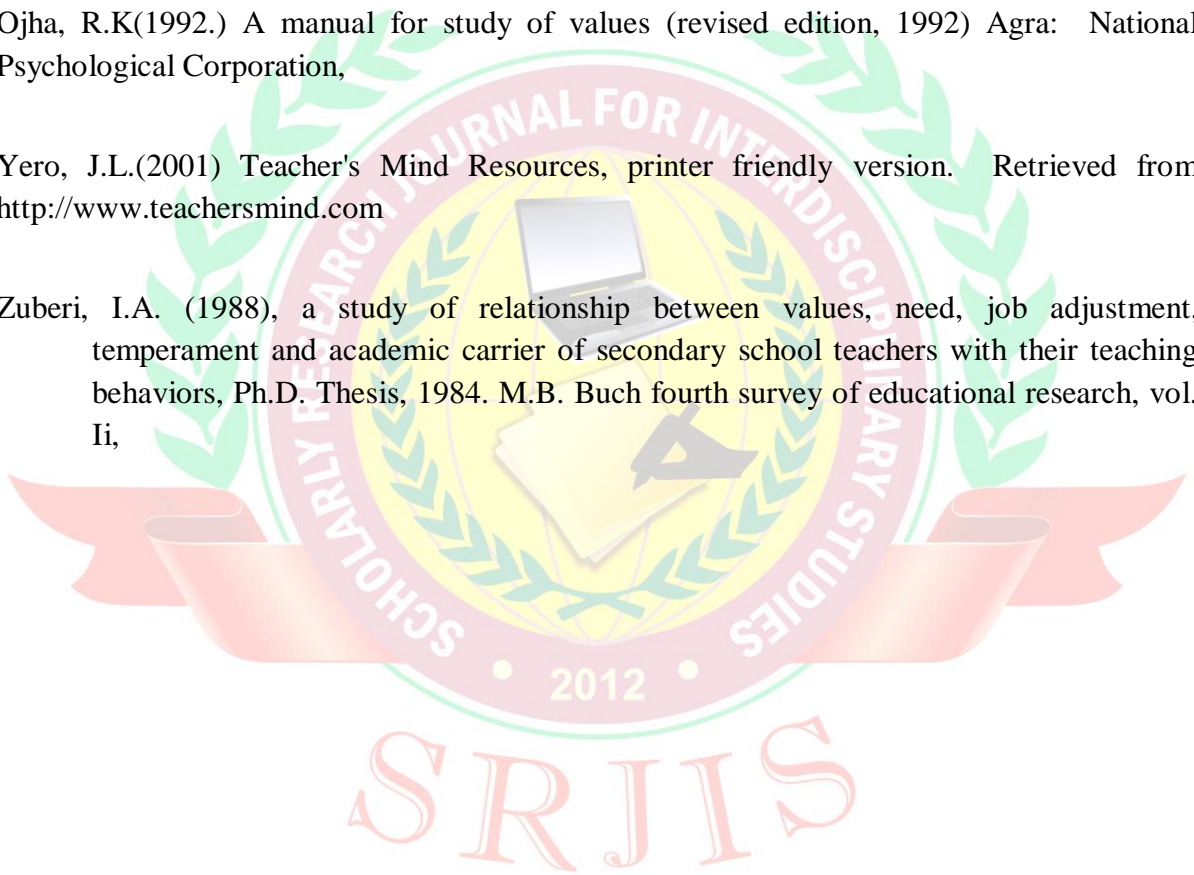 Ojha, R.K(1992.) A manual for study of values (revised edition, 1992) Agra: National
Psychological Corporation,
Yero, J.L.(2001) Teacher's Mind Resources, printer friendly version. Retrieved from
http://www.teachersmind.com
Zuberi, I.A. (1988), a study of relationship between values, need, job adjustment,
temperament and academic carrier of secondary school teachers with their teaching
behaviors, Ph.D. Thesis, 1984. M.B. Buch fourth survey of educational research, vol.
Ii,
SCHOLARLY RESEARCH JOURNAL FOR INTERDISCIPLINARY STUDIES
• 2012 •
SRJIS